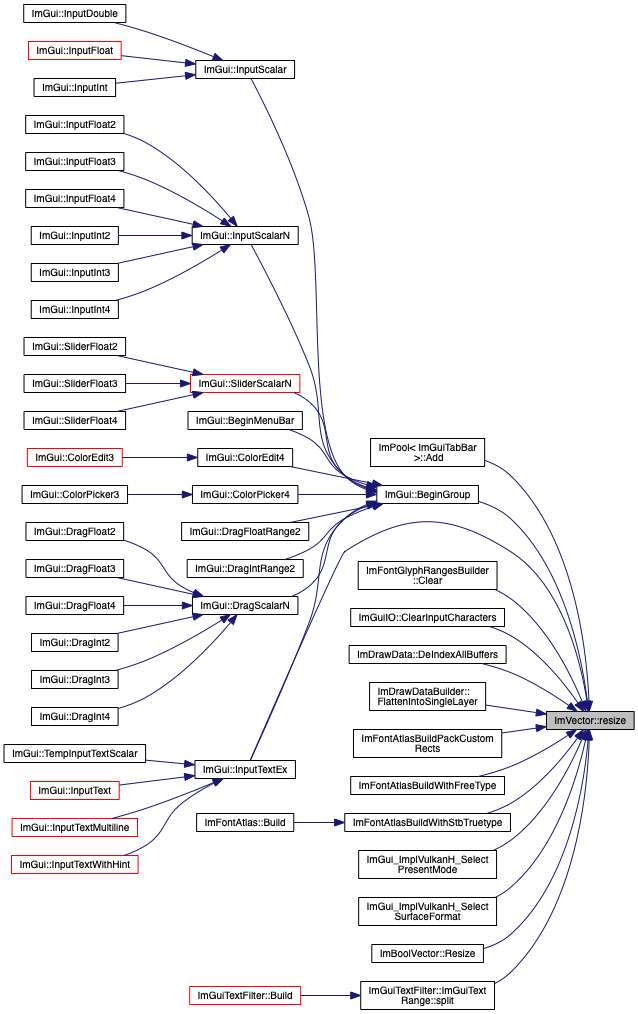 ImGui::InputDouble
ImGui::InputFloat
ImGui::InputScalar
ImGui::InputInt
ImGui::InputFloat2
ImGui::InputFloat3
ImGui::InputFloat4
ImGui::InputScalarN
ImGui::InputInt2
ImGui::InputInt3
ImGui::InputInt4
ImGui::SliderFloat2
ImGui::SliderFloat3
ImGui::SliderScalarN
ImGui::SliderFloat4
ImGui::BeginMenuBar
ImPool< ImGuiTabBar
>::Add
ImGui::ColorEdit3
ImGui::ColorEdit4
ImGui::ColorPicker3
ImGui::ColorPicker4
ImGui::BeginGroup
ImGui::DragFloat2
ImGui::DragFloatRange2
ImGui::DragFloat3
ImGui::DragIntRange2
ImFontGlyphRangesBuilder
::Clear
ImGui::DragFloat4
ImGui::DragScalarN
ImGuiIO::ClearInputCharacters
ImGui::DragInt2
ImDrawData::DeIndexAllBuffers
ImGui::DragInt3
ImDrawDataBuilder::
FlattenIntoSingleLayer
ImGui::DragInt4
ImVector::resize
ImFontAtlasBuildPackCustom
Rects
ImGui::TempInputTextScalar
ImGui::InputTextEx
ImGui::InputText
ImFontAtlasBuildWithFreeType
ImGui::InputTextMultiline
ImFontAtlas::Build
ImFontAtlasBuildWithStbTruetype
ImGui::InputTextWithHint
ImGui_ImplVulkanH_Select
PresentMode
ImGui_ImplVulkanH_Select
SurfaceFormat
ImBoolVector::Resize
ImGuiTextFilter::Build
ImGuiTextFilter::ImGuiText
Range::split